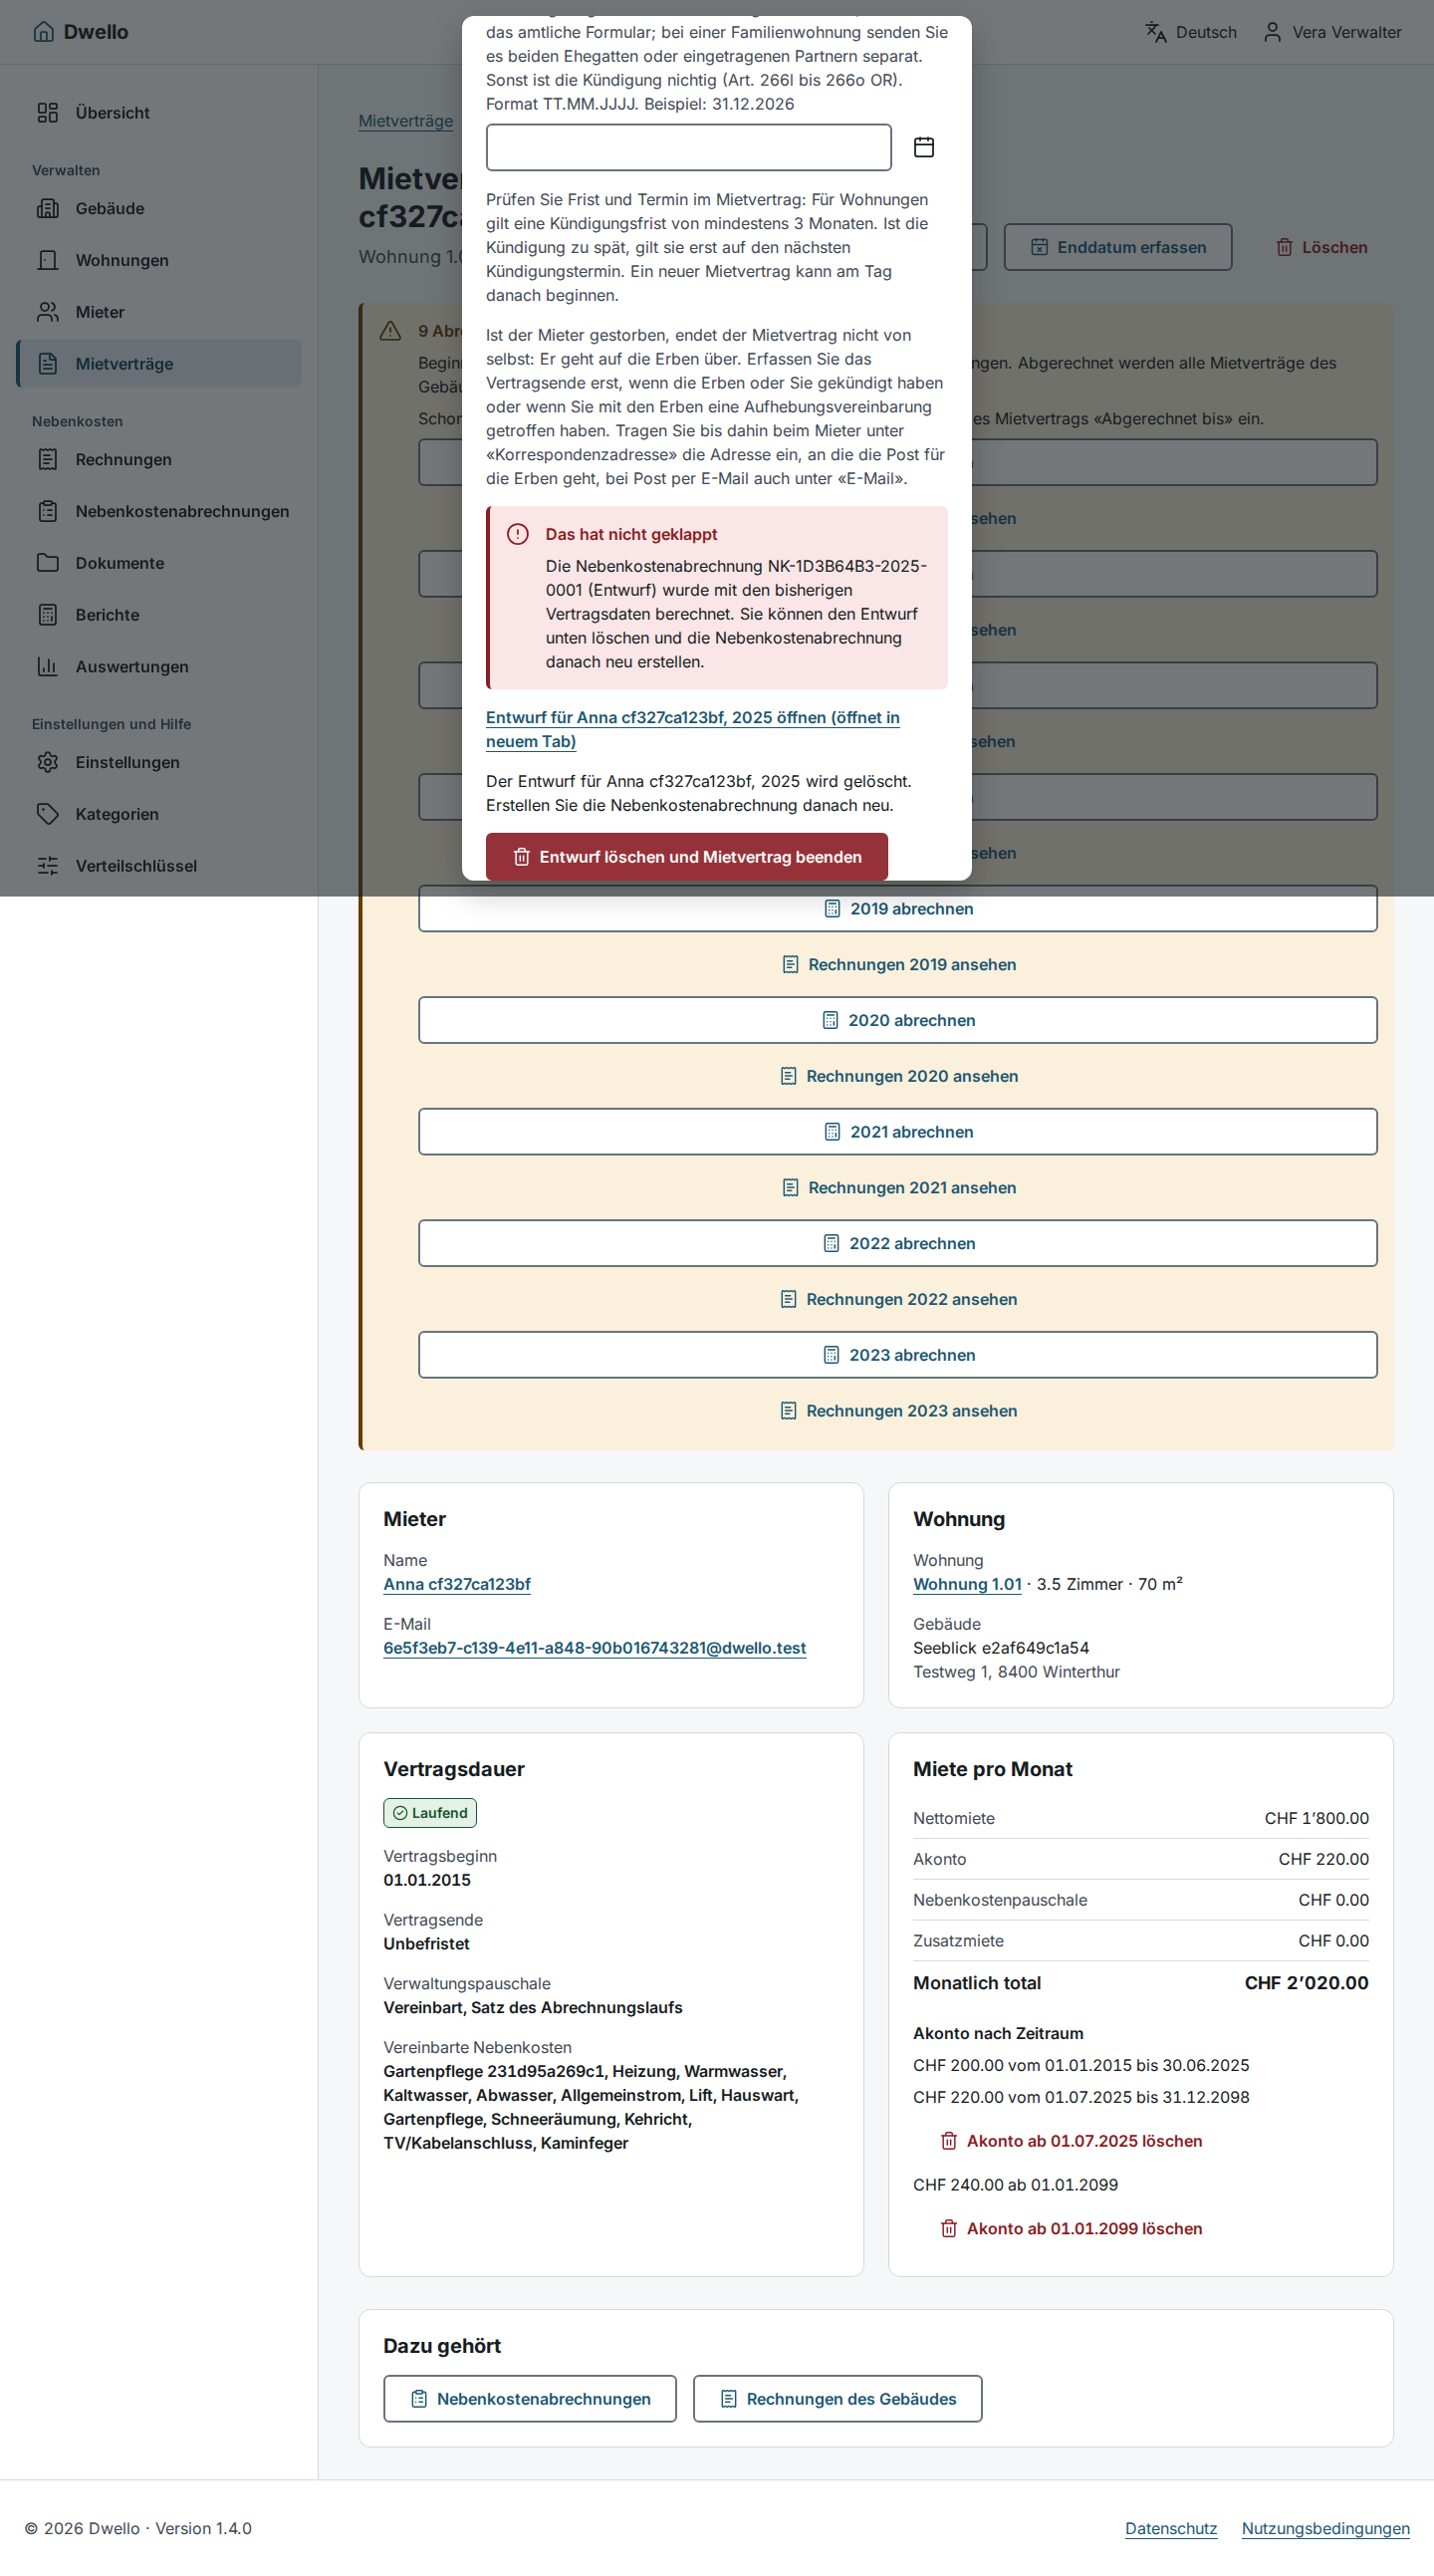 Dwello
Deutsch
Vera Verwalter
Übersicht
Verwalten
Gebäude
Wohnungen
Mieter
Mietverträge
Nebenkosten
Rechnungen
Nebenkostenabrechnungen
Dokumente
Berichte
Auswertungen
Einstellungen und Hilfe
Einstellungen
Kategorien
Verteilschlüssel
Mietverträge
cf327ca
Wohnung 1.0
Enddatum erfassen
Löschen
ngen. Abgerechnet werden alle Mietverträge des
es Mietvertrags «Abgerechnet bis» ein.
das amtliche Formular; bei einer Familienwohnung senden Sie
es beiden Ehegatten oder eingetragenen Partnern separat.
Sonst ist die Kündigung nichtig (Art. 266l bis 266o OR).
Format TT.MM.JJJJ. Beispiel: 31.12.2026
Prüfen Sie Frist und Termin im Mietvertrag: Für Wohnungen
gilt eine Kündigungsfrist von mindestens 3 Monaten. Ist die
Kündigung zu spät, gilt sie erst auf den nächsten
Kündigungstermin. Ein neuer Mietvertrag kann am Tag
danach beginnen.
Ist der Mieter gestorben, endet der Mietvertrag nicht von
selbst: Er geht auf die Erben über. Erfassen Sie das
Vertragsende erst, wenn die Erben oder Sie gekündigt haben
oder wenn Sie mit den Erben eine Aufhebungsvereinbarung
getroffen haben. Tragen Sie bis dahin beim Mieter unter
«Korrespondenzadresse» die Adresse ein, an die die Post für
die Erben geht, bei Post per E-Mail auch unter «E-Mail».
Das hat nicht geklappt
Die Nebenkostenabrechnung NK-1D3B64B3-2025-
0001 (Entwurf) wurde mit den bisherigen
Vertragsdaten berechnet. Sie können den Entwurf
unten löschen und die Nebenkostenabrechnung
danach neu erstellen.
Entwurf für Anna cf327ca123bf, 2025 öffnen (öffnet in
neuem Tab)
Der Entwurf für Anna cf327ca123bf, 2025 wird gelöscht.
Erstellen Sie die Nebenkostenabrechnung danach neu.
Entwurf löschen und Mietvertrag beenden
2019 abrechnen
Rechnungen 2019 ansehen
2020 abrechnen
Rechnungen 2020 ansehen
2021 abrechnen
Rechnungen 2021 ansehen
2022 abrechnen
Rechnungen 2022 ansehen
2023 abrechnen
Rechnungen 2023 ansehen
Mieter
Name
Anna cf327ca123bf
E-Mail
6e5f3eb7-c139-4e11-a848-90b016743281@dwello.test
Wohnung
Wohnung
Wohnung 1.01 · 3.5 Zimmer · 70 m²
Gebäude
Seeblick e2af649c1a54
Testweg 1, 8400 Winterthur
Vertragsdauer
Laufend
Vertragsbeginn
01.01.2015
Vertragsende
Unbefristet
Verwaltungspauschale
Vereinbart, Satz des Abrechnungslaufs
Vereinbarte Nebenkosten
Gartenpflege 231d95a269c1, Heizung, Warmwasser,
Kaltwasser, Abwasser, Allgemeinstrom, Lift, Hauswart,
Gartenpflege, Schneeräumung, Kehricht,
TV/Kabelanschluss, Kaminfeger
Miete pro Monat
Nettomiete CHF 1’800.00
Akonto CHF 220.00
Nebenkostenpauschale CHF 0.00
Zusatzmiete CHF 0.00
Monatlich total CHF 2’020.00
Akonto nach Zeitraum
CHF 200.00 vom 01.01.2015 bis 30.06.2025
CHF 220.00 vom 01.07.2025 bis 31.12.2098
Akonto ab 01.07.2025 löschen
CHF 240.00 ab 01.01.2099
Akonto ab 01.01.2099 löschen
Dazu gehört
Nebenkostenabrechnungen
Rechnungen des Gebäudes
© 2026 Dwello · Version 1.4.0
Datenschutz
Nutzungsbedingungen